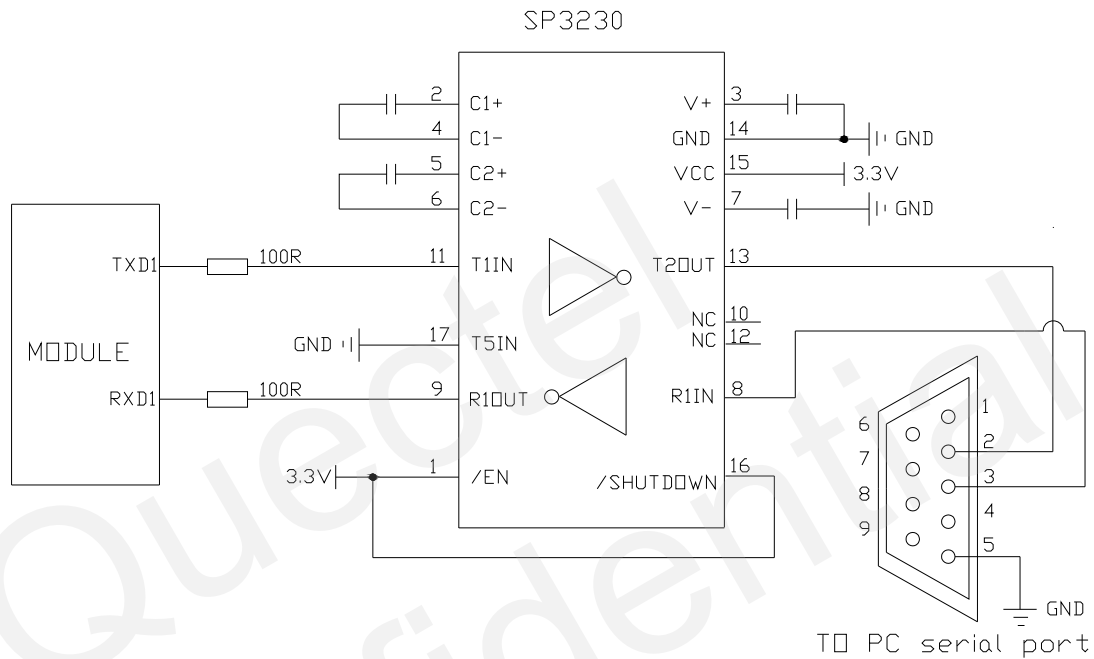 SP3230
2 C1+
4 C1-
5 C2+
6 C2-
V+ 3
GND 14 GND
VCC 15 3.3V
V- 7 GND
TXD1 100R 11 T1IN
T2OUT 13
NC 10
NC 12
GND 17 T5IN
MODULE
RXD1 100R 9 R1OUT
R1IN 8
3.3V 1 /EN
/SHUTDOWN 16
1
6
2
7
3
8
4
9
5
GND
TO PC serial port
Quectel
Confidential